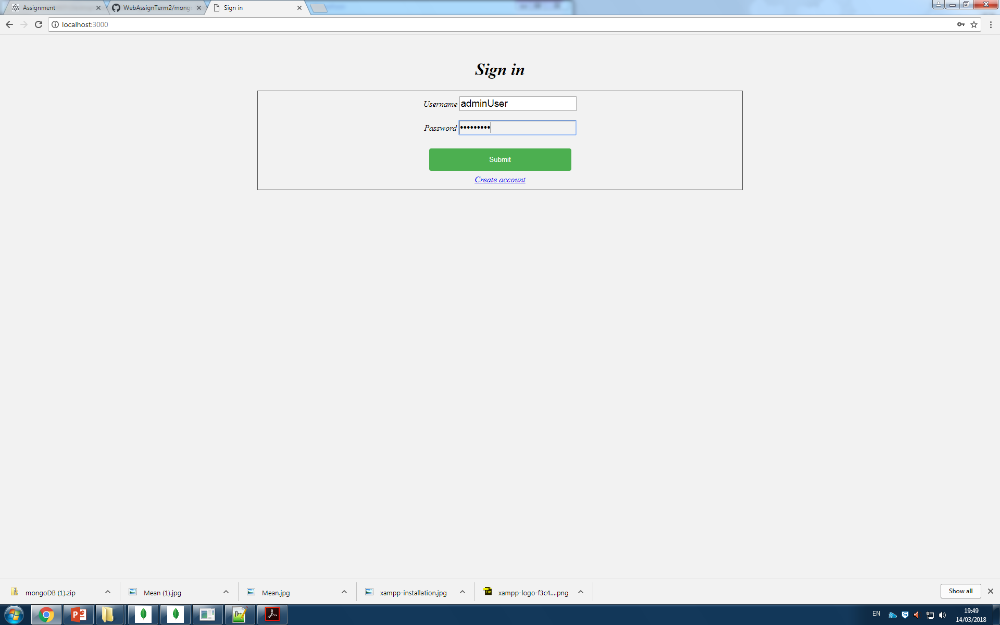 Assignment
WebAssignTerm2/mong
Sign in
localhost:3000
Sign in
Username adminUser
Password •••••••••
Submit
Create account
mongoDB (1).zip
Mean (1).jpg
Mean.jpg
xampp-installation.jpg
xampp-logo-f3c4....png
Show all
EN
19:49
14/03/2018